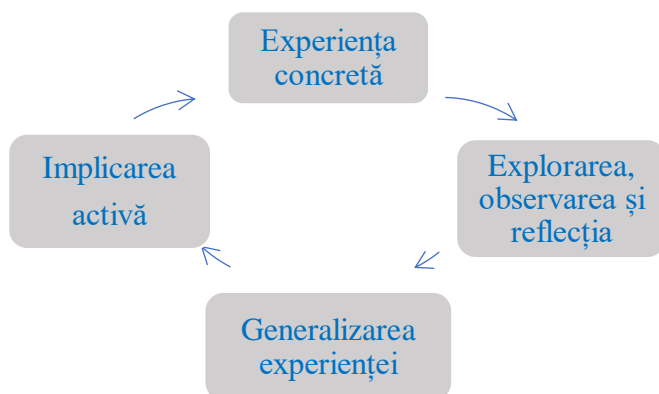 Experiența
concretă
Explorarea,
observarea și
reflecția
Generalizarea
experienței
Implicarea
activă